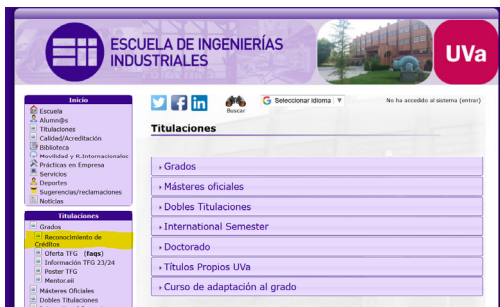 ESCUELA DE INGENIERÍAS
INDUSTRIALES
UVa
Inicio
Escuela
Alumn@s
Titulaciones
Calidad/Acreditación
Biblioteca
Movilidad y R.Internacionales
Prácticas en Empresa
Servicios
Deportes
Sugerencias/reclamaciones
Noticias
Titulaciones
Grados
Reconocimiento de
Créditos
Oferta TFG (faqs)
Información TFG 23/24
Poster TFG
Mentor.eii
Másteres Oficiales
Dobles Titulaciones
Buscar
G Seleccionar idioma ▼
No ha accedido al sistema (entrar)
Titulaciones
› Grados
› Másteres oficiales
› Dobles Titulaciones
› International Semester
› Doctorado
› Títulos Propios UVa
› Curso de adaptación al grado